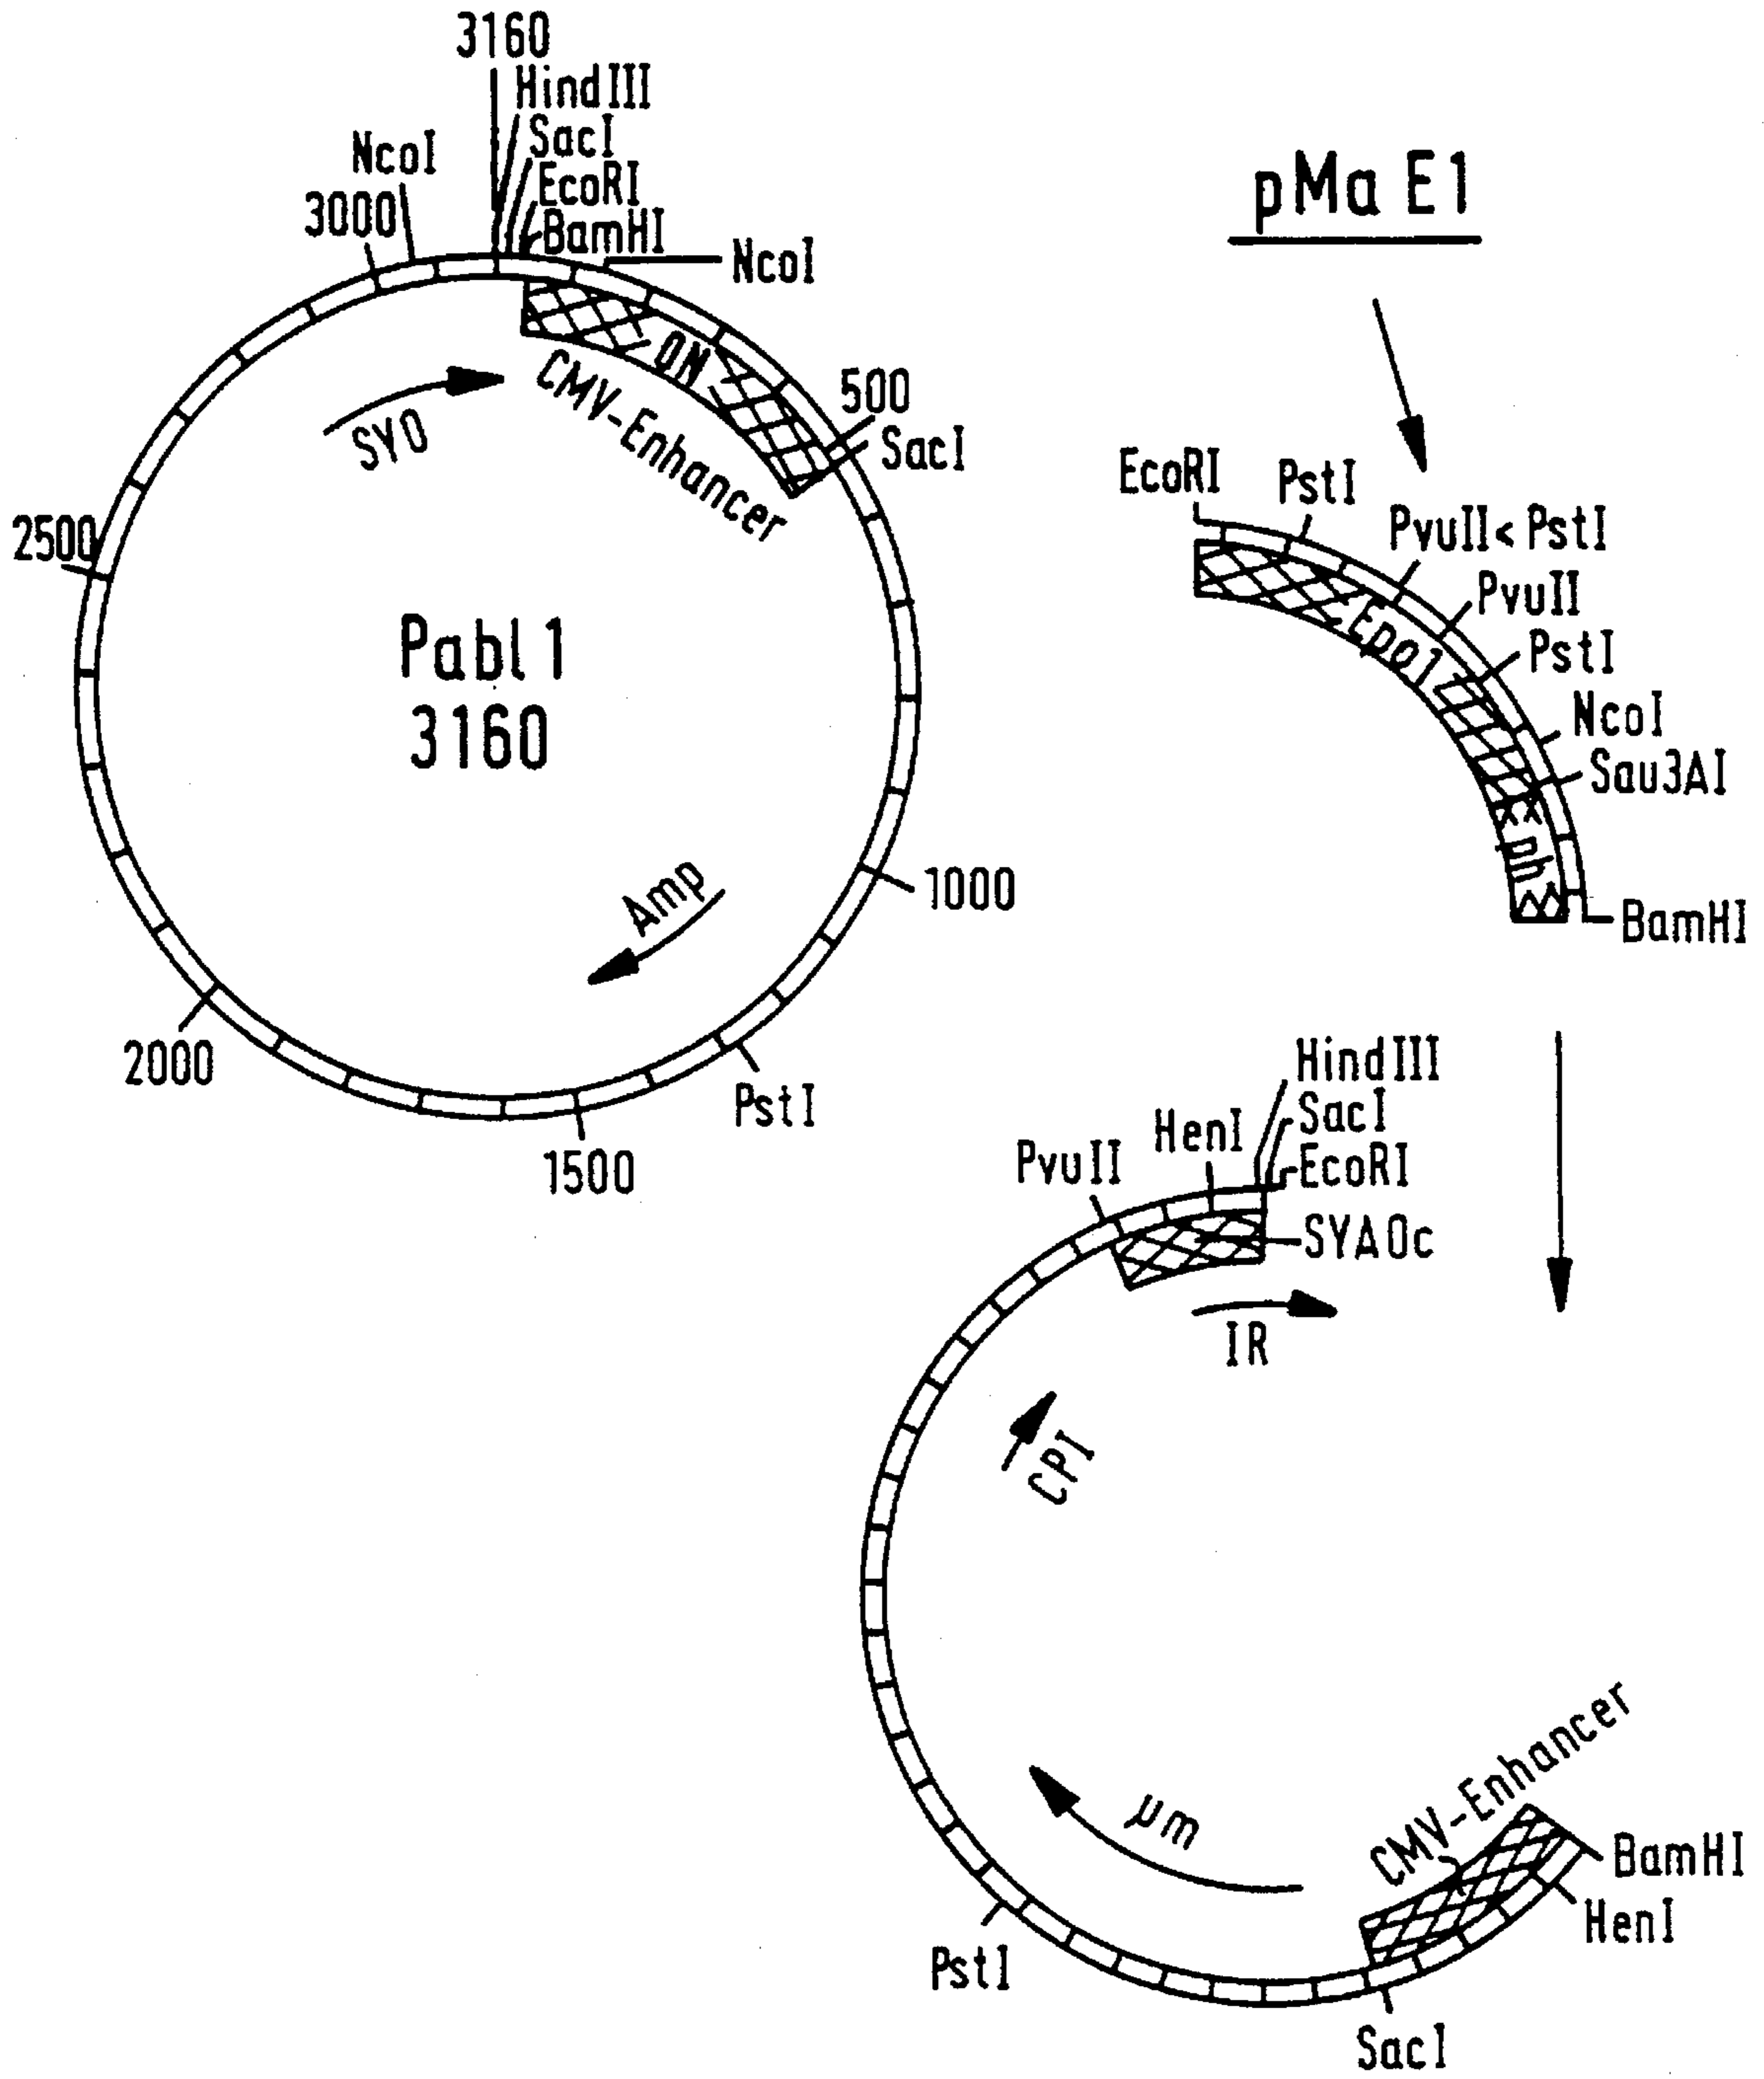 3160
HindIII
SacI
EcoRI
BamHI
NcoI
NcoI
3000
500
SacI
ON
CMV-Enhancer
SYO
2500
Pabl 1
3160
Amp
1000
2000
PstI
1500
pMa E1
EcoRI
PstI
PvuII < PstI
PvuII
PstI
Epo1
NcoI
Sau3AI
ph
BamHI
HindIII
SacI
EcoRI
HenI
PvuII
SYAOc
IR
CPI
µm
CMV-Enhancer
BamHI
HenI
PstI
SacI